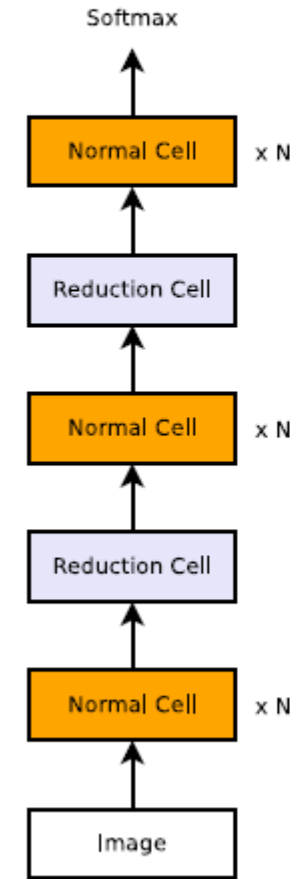 Softmax
Normal Cell x N
Reduction Cell
Normal Cell x N
Reduction Cell
Normal Cell x N
Image